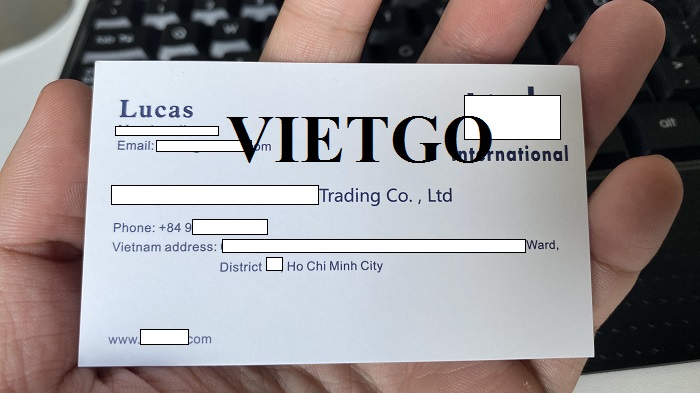 Lucas
VIETGO
Email: om
International
Trading Co. , Ltd
Phone: +84 9
Vietnam address: Ward,
District Ho Chi Minh City
www. .com
alt